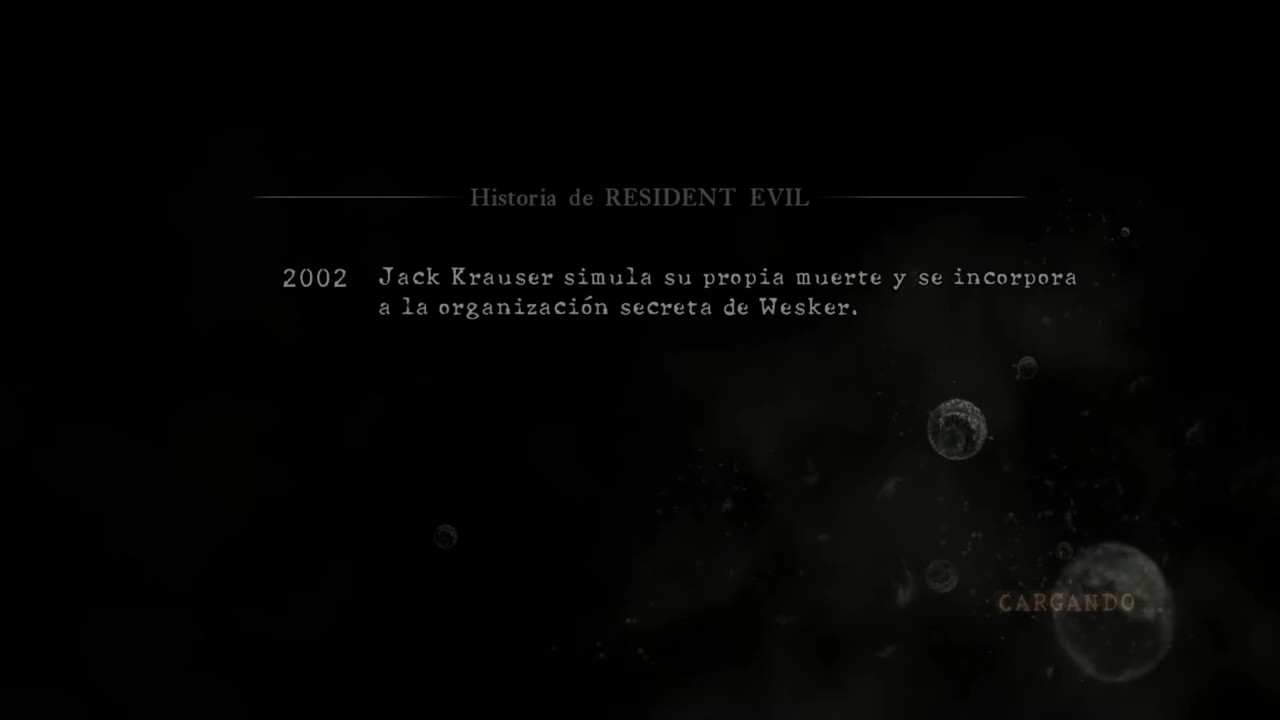 Historia de RESIDENT EVIL
2002 Jack Krauser simula su propia muerte y se incorpora
a la organización secreta de Wesker.
CARGANDO